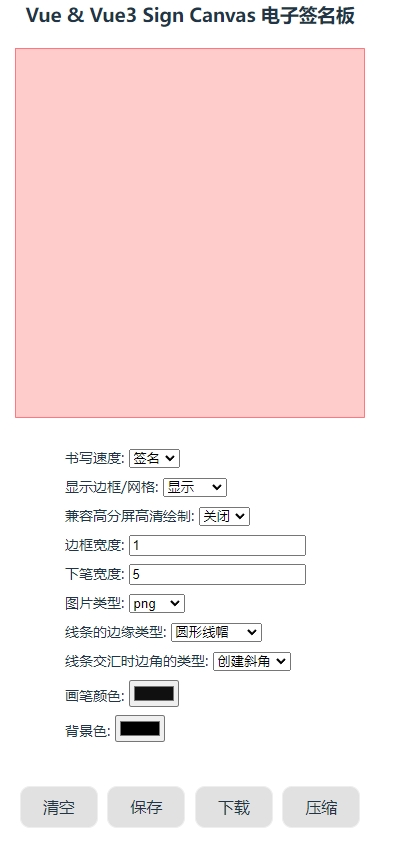 Vue & Vue3 Sign Canvas 电子签名板
书写速度: 签名
显示边框/网格: 显示
兼容高分屏高清绘制: 关闭
边框宽度: 1
下笔宽度: 5
图片类型: png
线条的边缘类型: 圆形线帽
线条交汇时边角的类型: 创建斜角
画笔颜色:
背景色:
清空 保存 下载 压缩